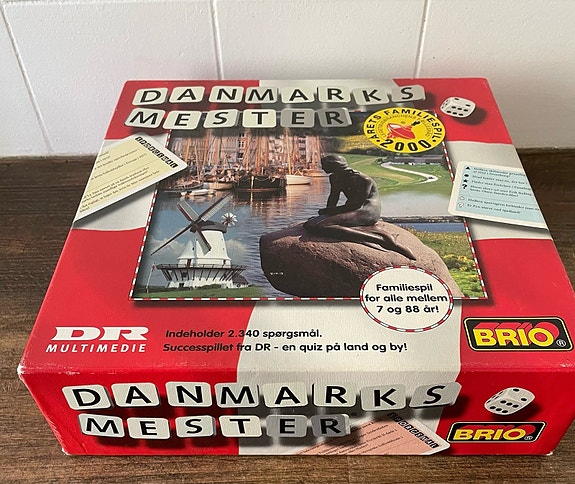 DANMARKS
MESTER
ÅRETS FAMILIESPIL
2000
Familiespil
for alle mellem
7 og 88 år!
DR
MULTIMEDIE
Indeholder 2.340 spørgsmål.
Successpillet fra DR - en quiz på land og by!
BRIO®
DANMARKS
MESTER
BRIO®